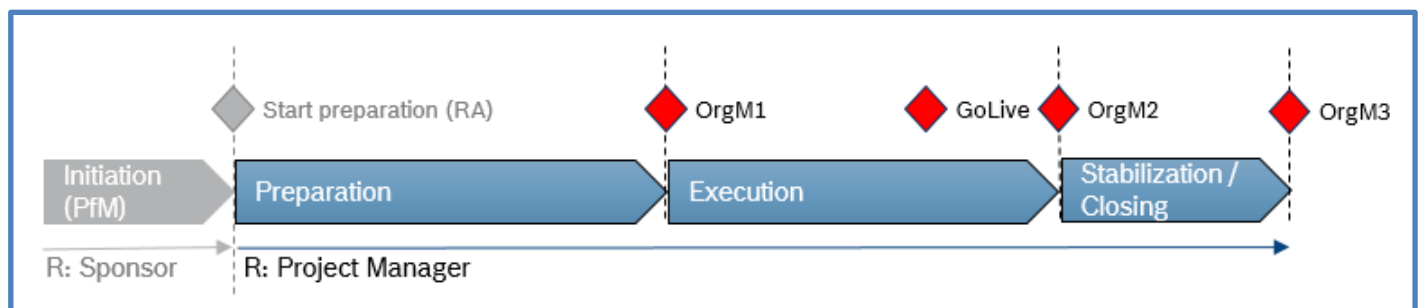 Start preparation (RA)
OrgM1
GoLive
OrgM2
OrgM3
Initiation
(PfM)
Preparation
Execution
Stabilization /
Closing
R: Sponsor
R: Project Manager